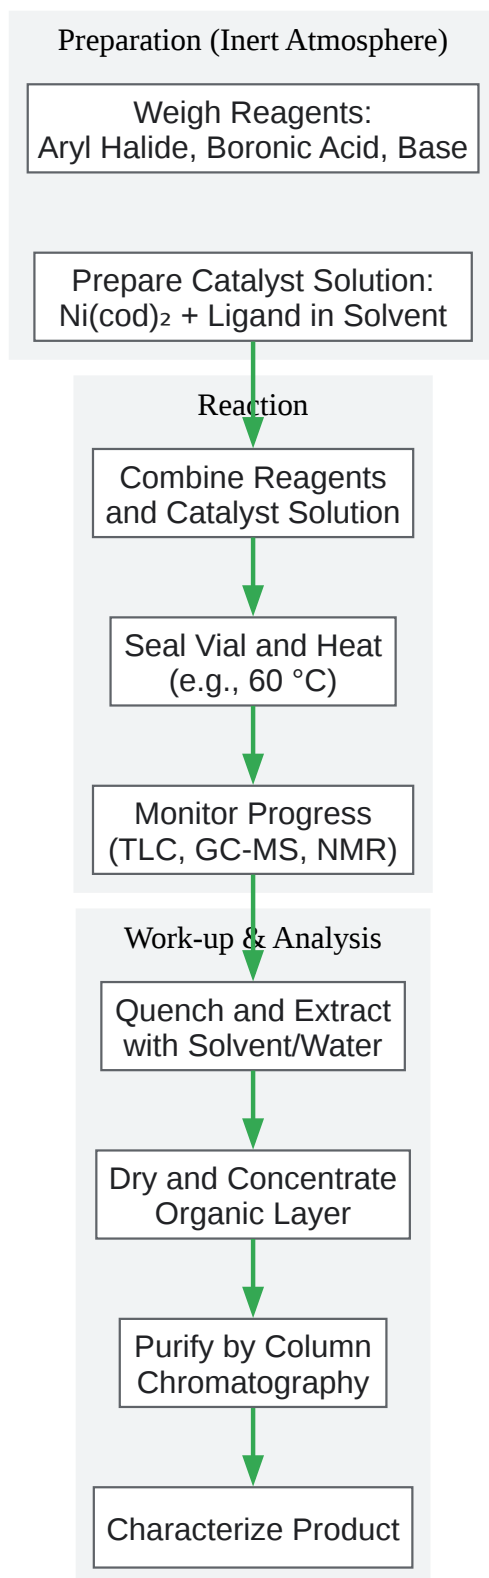 Preparation (Inert Atmosphere)
Weigh Reagents:
Aryl Halide, Boronic Acid, Base
Prepare Catalyst Solution:
Ni(cod)₂ + Ligand in Solvent
Reaction
Combine Reagents
and Catalyst Solution
Seal Vial and Heat
(e.g., 60 °C)
Monitor Progress
(TLC, GC-MS, NMR)
Work-up & Analysis
Quench and Extract
with Solvent/Water
Dry and Concentrate
Organic Layer
Purify by Column
Chromatography
Characterize Product